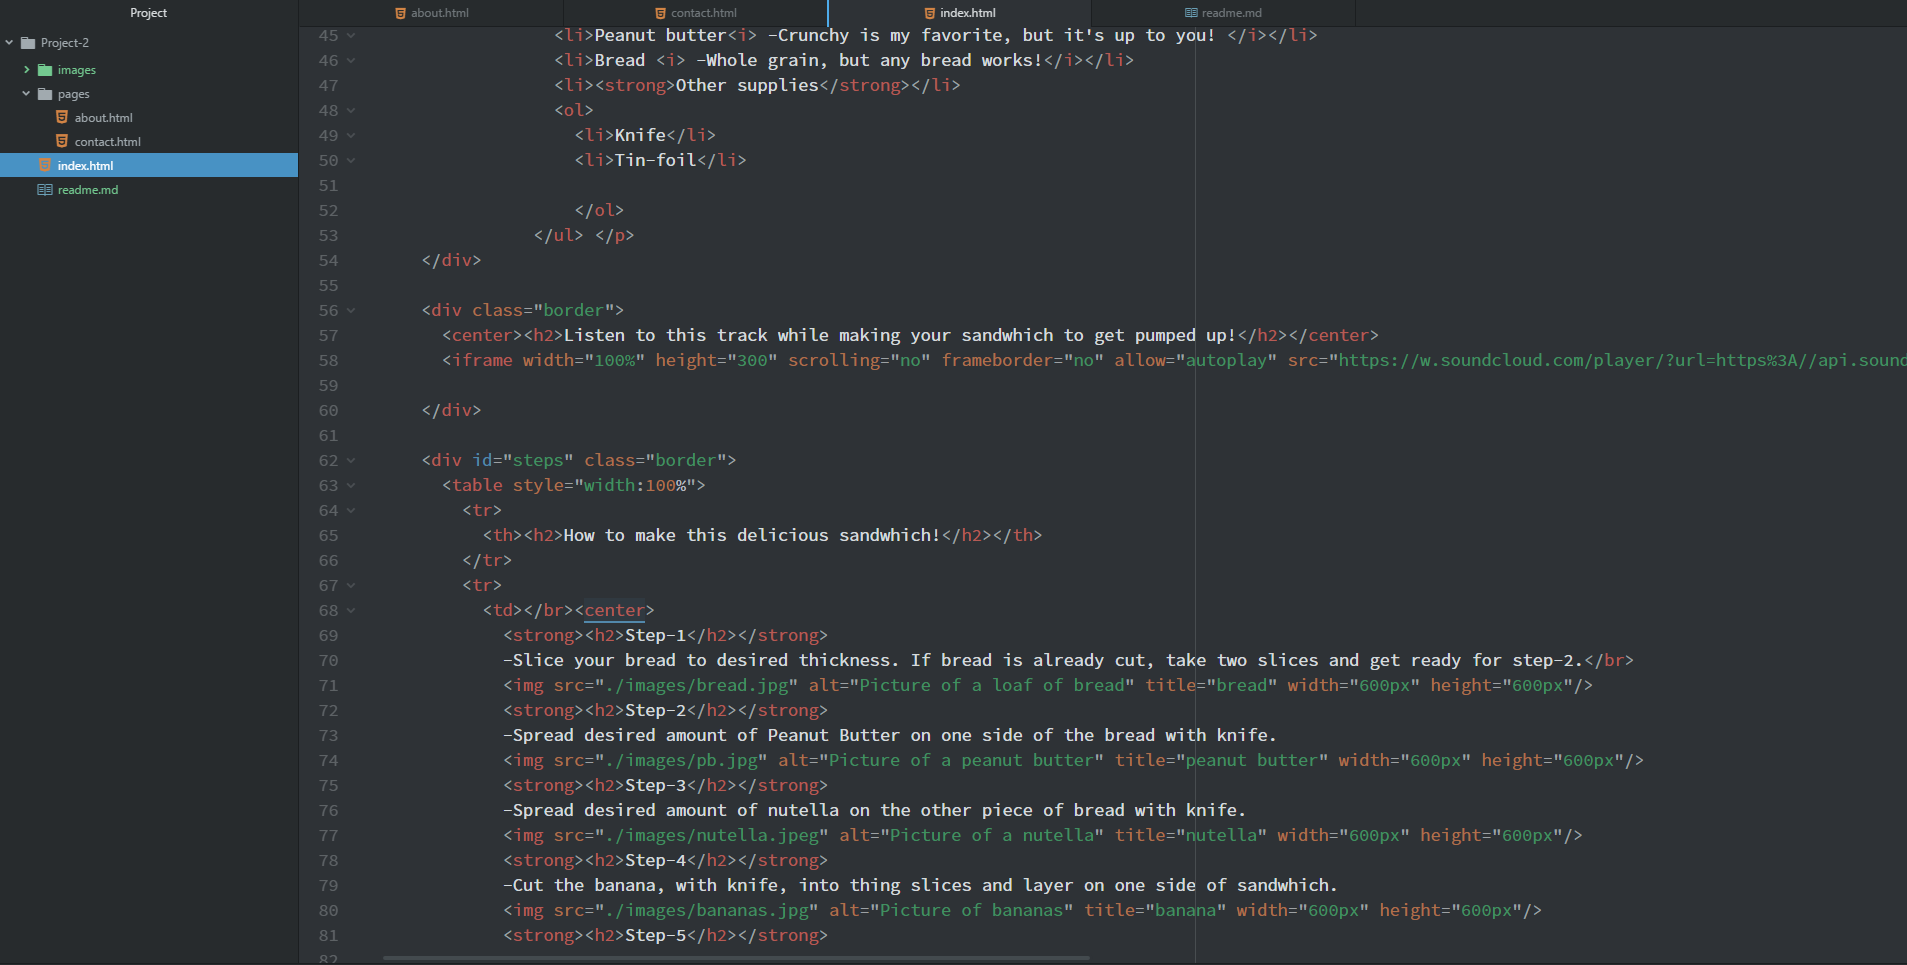 Project
about.html
contact.html
index.html
readme.md
Project-2
images
pages
about.html
contact.html
index.html
readme.md
45 <li>Peanut butter<i> -Crunchy is my favorite, but it's up to you! </i></li>
46 <li>Bread <i> -Whole grain, but any bread works!</i></li>
47 <li><strong>Other supplies</strong></li>
48 <ol>
49 <li>Knife</li>
50 <li>Tin-foil</li>
51
52 </ol>
53 </ul> </p>
54 </div>
55
56 <div class="border">
57 <center><h2>Listen to this track while making your sandwhich to get pumped up!</h2></center>
58 <iframe width="100%" height="300" scrolling="no" frameborder="no" allow="autoplay" src="https://w.soundcloud.com/player/?url=https%3A//api.sound
59
60 </div>
61
62 <div id="steps" class="border">
63 <table style="width:100%">
64 <tr>
65 <th><h2>How to make this delicious sandwhich!</h2></th>
66 </tr>
67 <tr>
68 <td></br><center>
69 <strong><h2>Step-1</h2></strong>
70 -Slice your bread to desired thickness. If bread is already cut, take two slices and get ready for step-2.</br>
71 <img src="./images/bread.jpg" alt="Picture of a loaf of bread" title="bread" width="600px" height="600px"/>
72 <strong><h2>Step-2</h2></strong>
73 -Spread desired amount of Peanut Butter on one side of the bread with knife.
74 <img src="./images/pb.jpg" alt="Picture of a peanut butter" title="peanut butter" width="600px" height="600px"/>
75 <strong><h2>Step-3</h2></strong>
76 -Spread desired amount of nutella on the other piece of bread with knife.
77 <img src="./images/nutella.jpeg" alt="Picture of a nutella" title="nutella" width="600px" height="600px"/>
78 <strong><h2>Step-4</h2></strong>
79 -Cut the banana, with knife, into thing slices and layer on one side of sandwhich.
80 <img src="./images/bananas.jpg" alt="Picture of bananas" title="banana" width="600px" height="600px"/>
81 <strong><h2>Step-5</h2></strong>
82